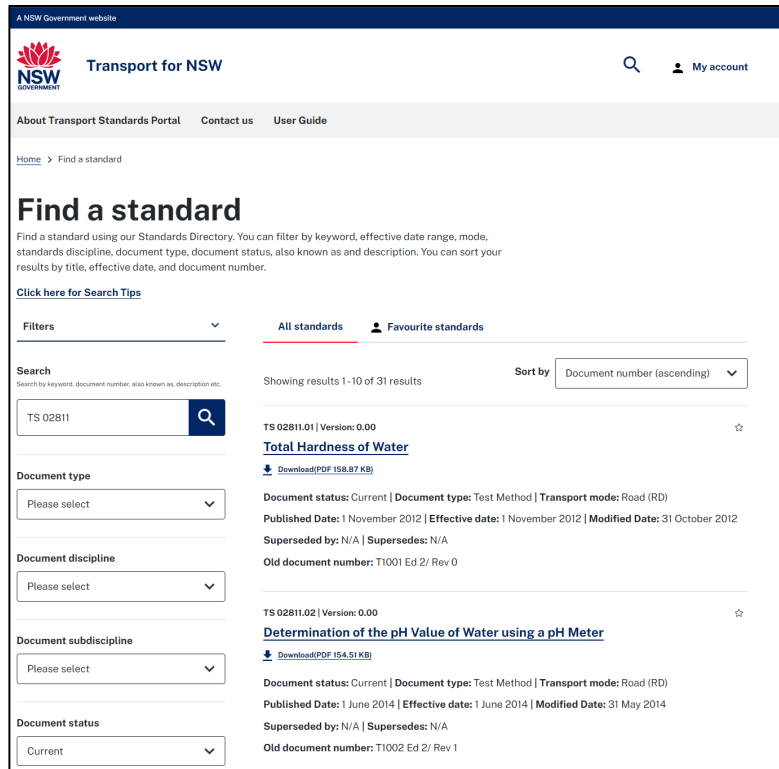 A NSW Government website
NSW
GOVERNMENT
Transport for NSW
My account
About Transport Standards Portal Contact us User Guide
Home > Find a standard
Find a standard
Find a standard using our Standards Directory. You can filter by keyword, effective date range, mode,
standards discipline, document type, document status, also known as and description. You can sort your
results by title, effective date, and document number.
Click here for Search Tips
Filters
All standards Favourite standards
Search
Search by keyword, document number, also known as, description etc.
TS 02811
Showing results 1 - 10 of 31 results
Sort by Document number (ascending)
TS 02811.01 | Version: 0.00
Total Hardness of Water
Download(PDF 158.87 KB)
Document status: Current | Document type: Test Method | Transport mode: Road (RD)
Published Date: 1 November 2012 | Effective date: 1 November 2012 | Modified Date: 31 October 2012
Superseded by: N/A | Supersedes: N/A
Old document number: T1001 Ed 2/ Rev 0
Document type
Please select
Document discipline
Please select
Document subdiscipline
Please select
Document status
Current
TS 02811.02 | Version: 0.00
Determination of the pH Value of Water using a pH Meter
Download(PDF 154.51 KB)
Document status: Current | Document type: Test Method | Transport mode: Road (RD)
Published Date: 1 June 2014 | Effective date: 1 June 2014 | Modified Date: 31 May 2014
Superseded by: N/A | Supersedes: N/A
Old document number: T1002 Ed 2/ Rev 1